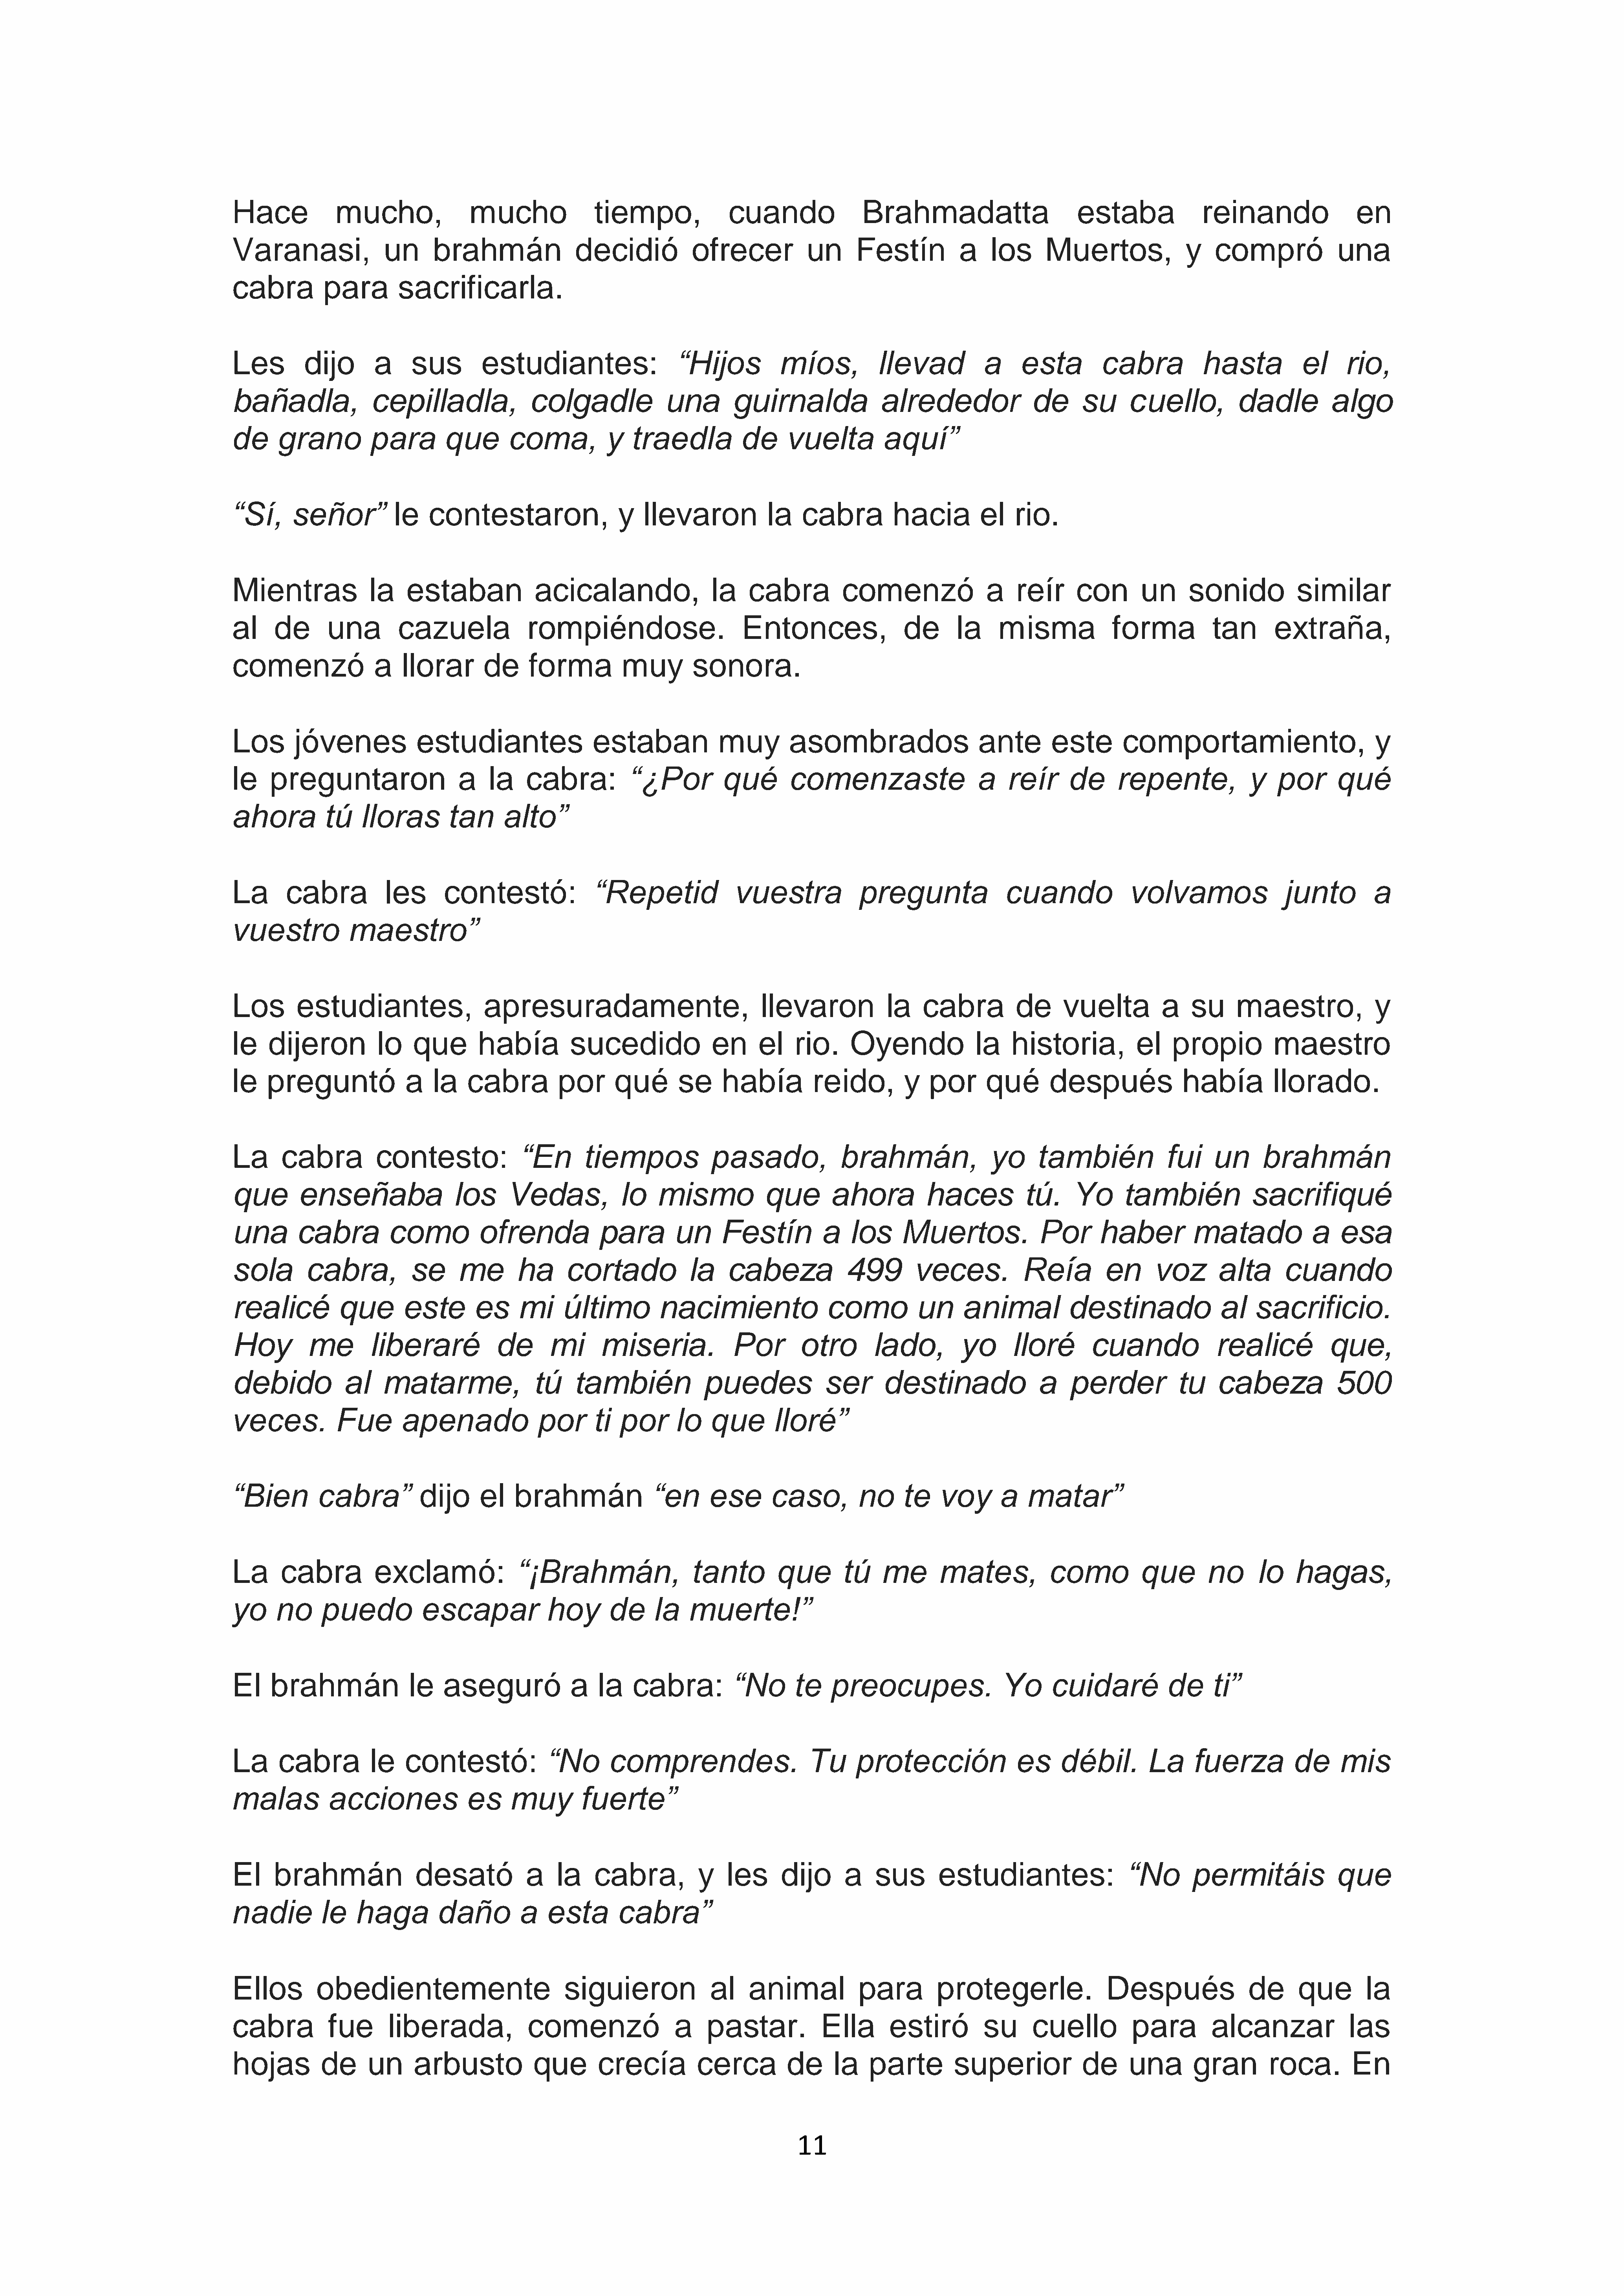 Hace mucho, mucho tiempo, cuando Brahmadatta estaba reinando en
Varanasi, un brahmán decidió ofrecer un Festín a los Muertos, y compró una
cabra para sacrificarla.
Les dijo a sus estudiantes: “Hijos míos, llevad a esta cabra hasta el rio,
bañadla, cepilladla, colgadle una guirnalda alrededor de su cuello, dadle algo
de grano para que coma, y traedla de vuelta aquí”
“Sí, señor” le contestaron, y llevaron la cabra hacia el rio.
Mientras la estaban acicalando, la cabra comenzó a reír con un sonido similar
al de una cazuela rompiéndose. Entonces, de la misma forma tan extraña,
comenzó a llorar de forma muy sonora.
Los jóvenes estudiantes estaban muy asombrados ante este comportamiento, y
le preguntaron a la cabra: “¿Por qué comenzaste a reír de repente, y por qué
ahora tú lloras tan alto”
La cabra les contestó: “Repetid vuestra pregunta cuando volvamos junto a
vuestro maestro”
Los estudiantes, apresuradamente, llevaron la cabra de vuelta a su maestro, y
le dijeron lo que había sucedido en el rio. Oyendo la historia, el propio maestro
le preguntó a la cabra por qué se había reido, y por qué después había llorado.
La cabra contesto: “En tiempos pasado, brahmán, yo también fui un brahmán
que enseñaba los Vedas, lo mismo que ahora haces tú. Yo también sacrifiqué
una cabra como ofrenda para un Festín a los Muertos. Por haber matado a esa
sola cabra, se me ha cortado la cabeza 499 veces. Reía en voz alta cuando
realicé que este es mi último nacimiento como un animal destinado al sacrificio.
Hoy me liberaré de mi miseria. Por otro lado, yo lloré cuando realicé que,
debido al matarme, tú también puedes ser destinado a perder tu cabeza 500
veces. Fue apenado por ti por lo que lloré”
“Bien cabra” dijo el brahmán “en ese caso, no te voy a matar”
La cabra exclamó: “¡Brahmán, tanto que tú me mates, como que no lo hagas,
yo no puedo escapar hoy de la muerte!”
El brahmán le aseguró a la cabra: “No te preocupes. Yo cuidaré de ti”
La cabra le contestó: “No comprendes. Tu protección es débil. La fuerza de mis
malas acciones es muy fuerte”
El brahmán desató a la cabra, y les dijo a sus estudiantes: “No permitáis que
nadie le haga daño a esta cabra”
Ellos obedientemente siguieron al animal para protegerle. Después de que la
cabra fue liberada, comenzó a pastar. Ella estiró su cuello para alcanzar las
hojas de un arbusto que crecía cerca de la parte superior de una gran roca. En
11